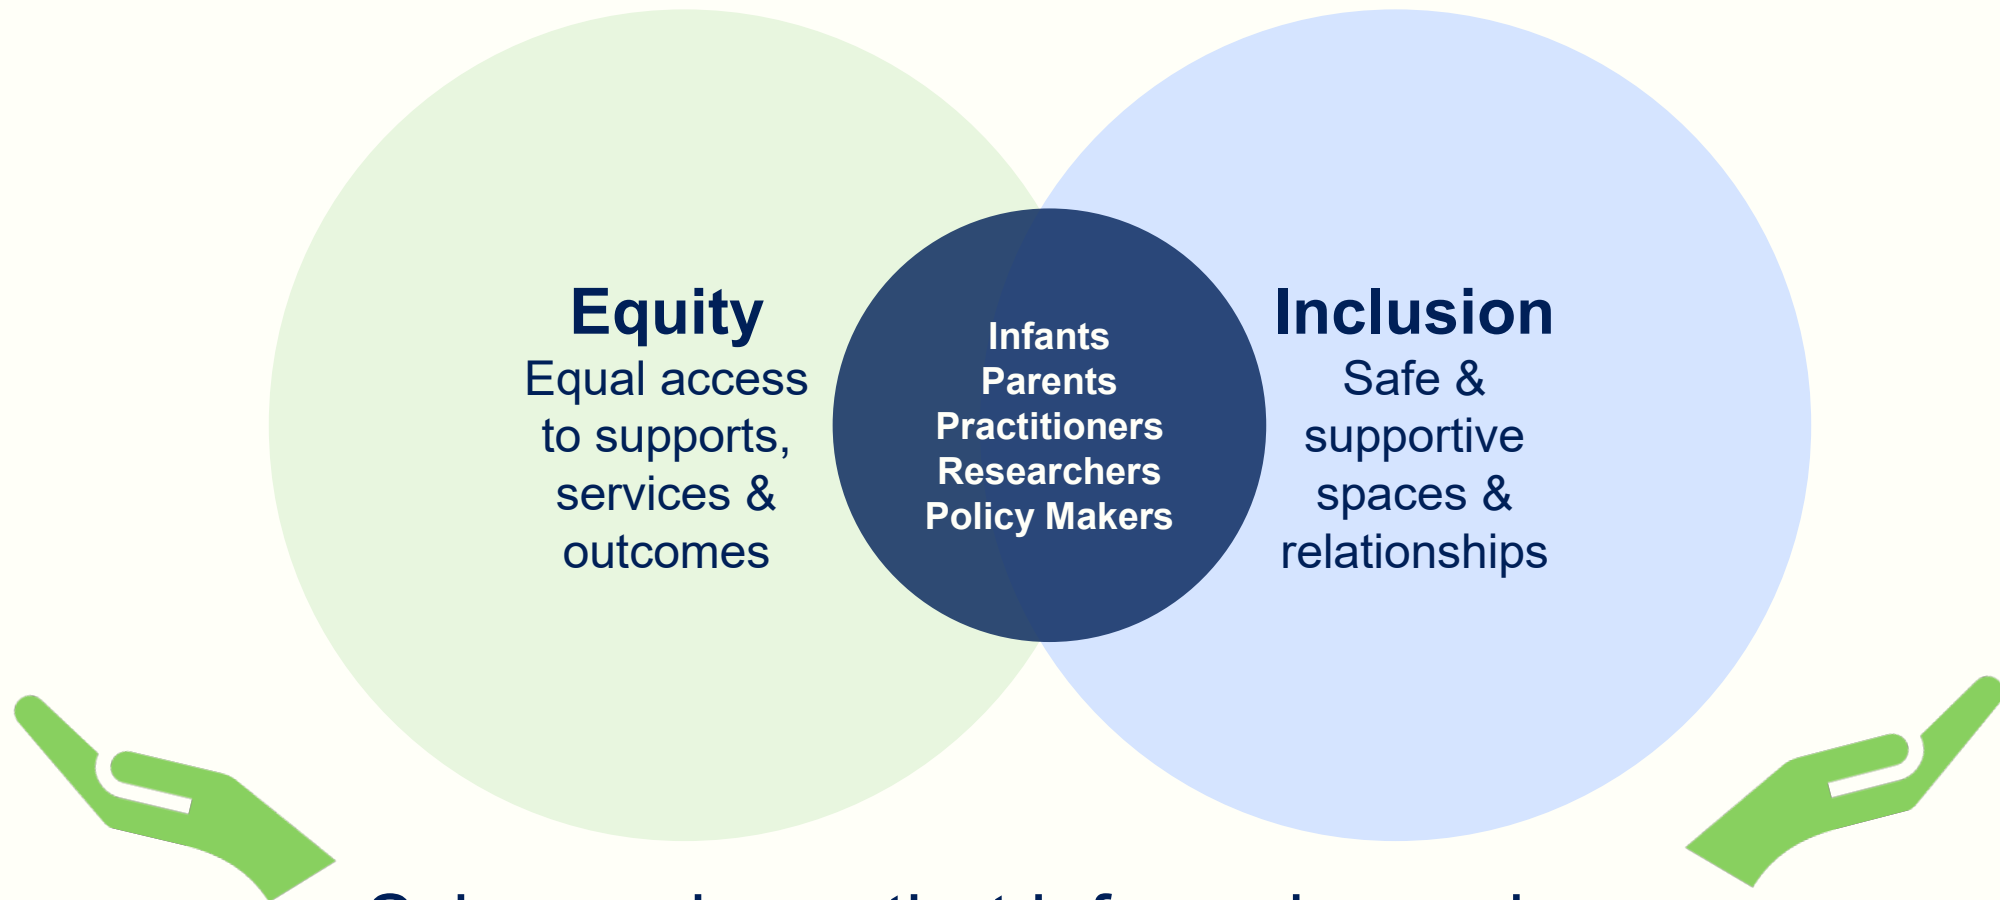 Equity
Equal access
to supports,
services &
outcomes
Infants
Parents
Practitioners
Researchers
Policy Makers
Inclusion
Safe &
supportive
spaces &
relationships